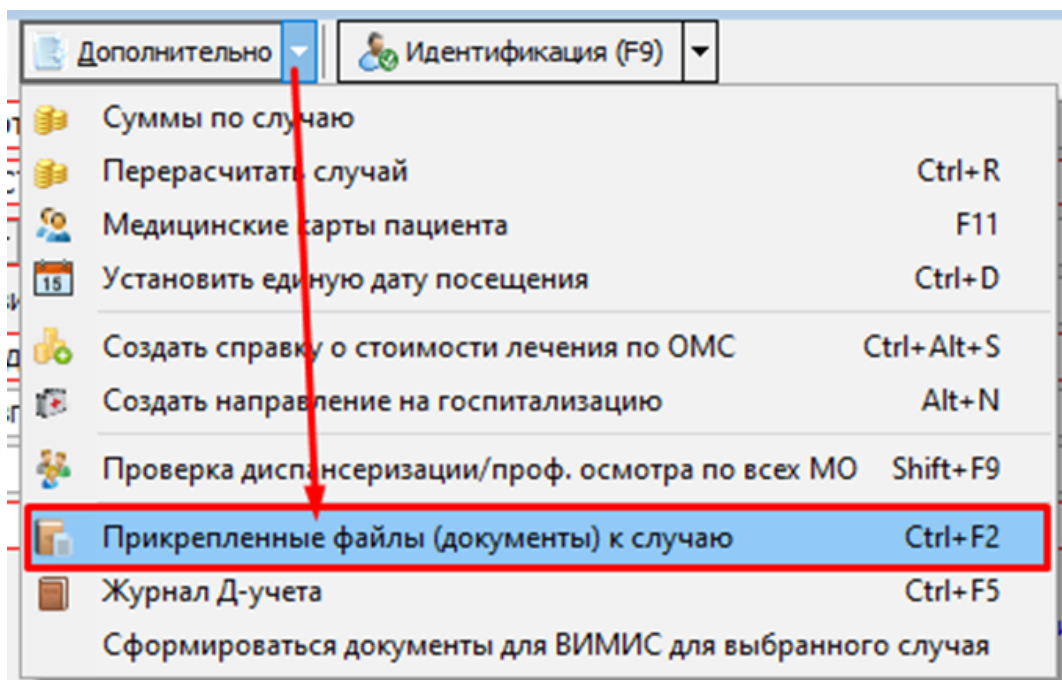 Дополнительно Идентификация (F9)
Суммы по случаю
Перерасчитать случай Ctrl+R
Медицинские карты пациента F11
15 Установить единую дату посещения Ctrl+D
Создать справку о стоимости лечения по ОМС Ctrl+Alt+S
Создать направление на госпитализацию Alt+N
Проверка диспансеризации/проф. осмотра по всех МО Shift+F9
Прикрепленные файлы (документы) к случаю Ctrl+F2
Журнал Д-учета Ctrl+F5
Сформироваться документы для ВИМИС для выбранного случая